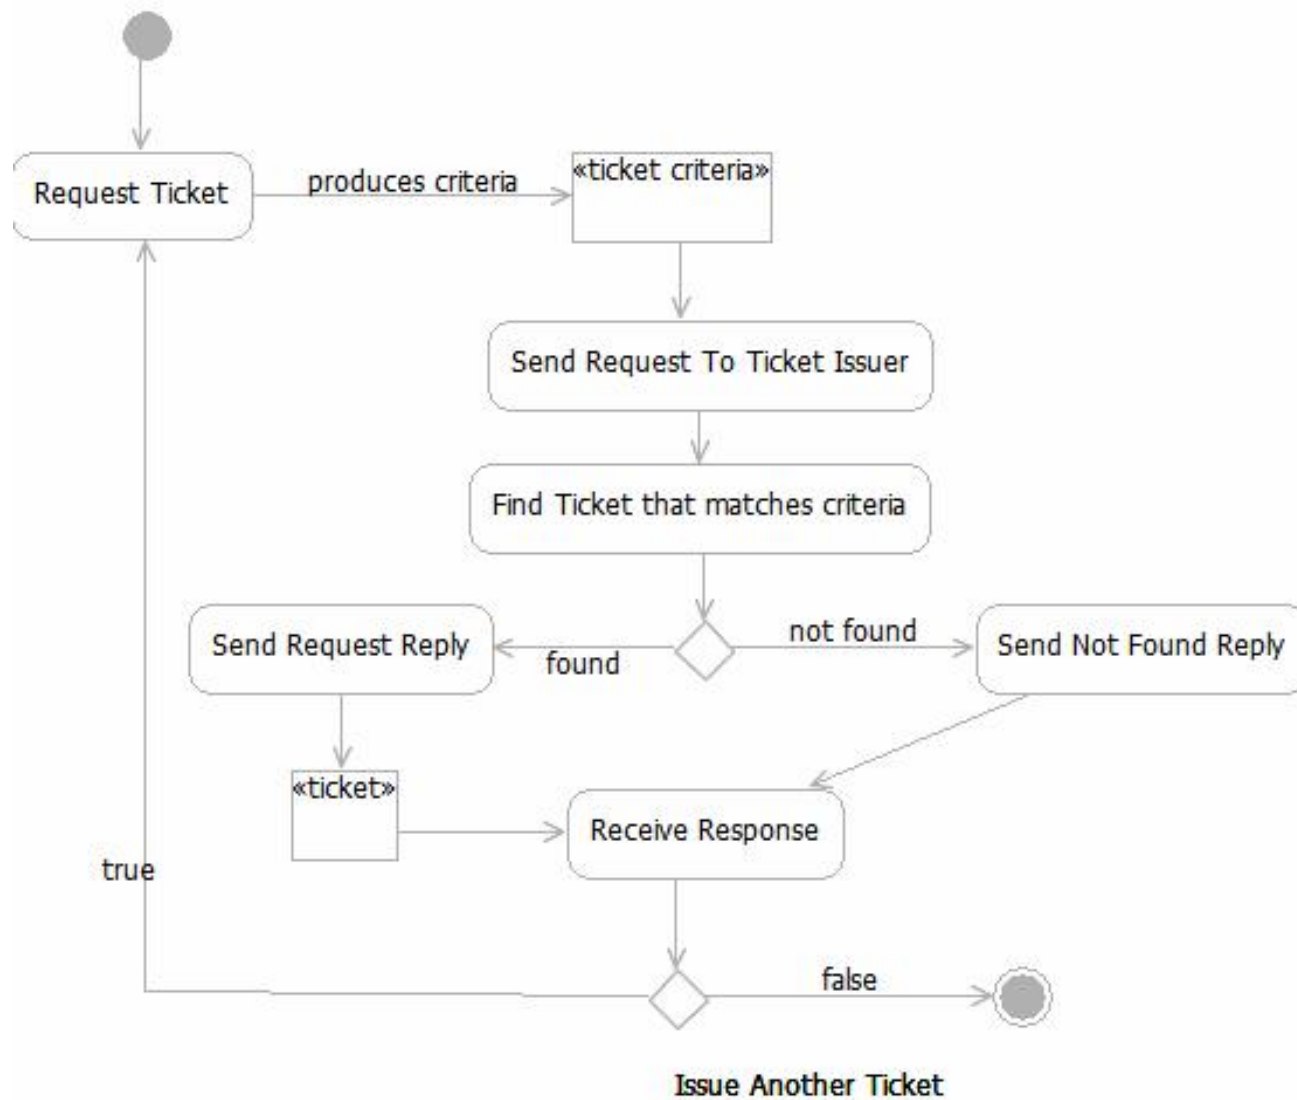 Request Ticket
produces criteria
«ticket criteria»
Send Request To Ticket Issuer
Find Ticket that matches criteria
Send Request Reply
found
not found
Send Not Found Reply
«ticket»
Receive Response
true
false
Issue Another Ticket